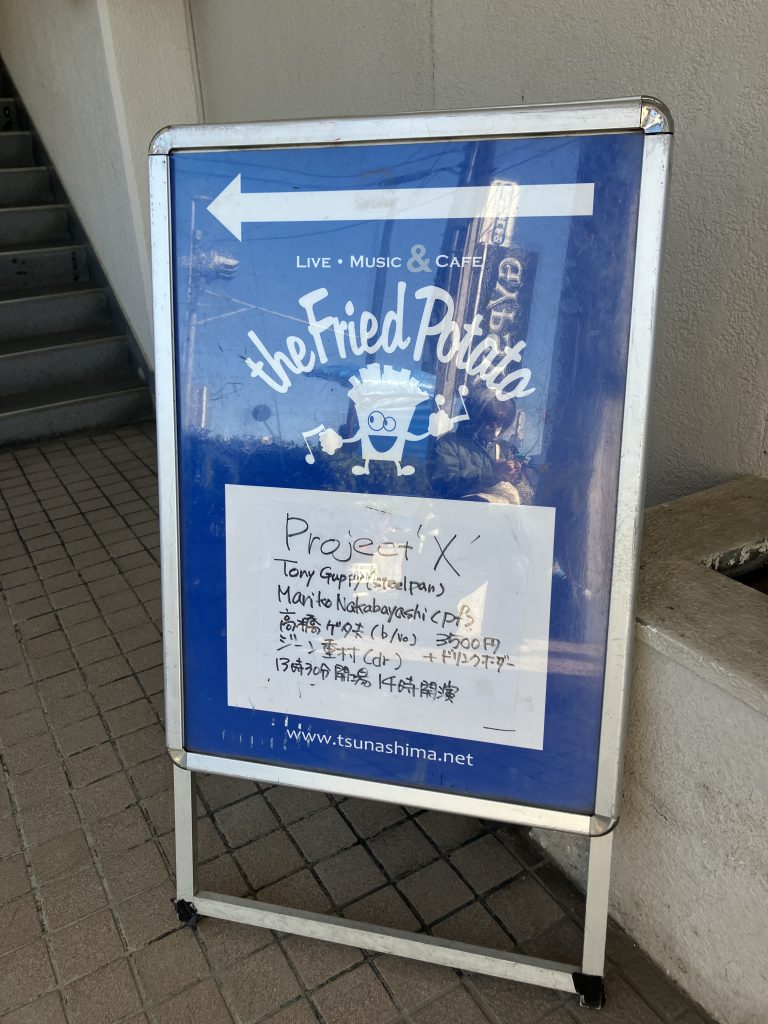 LIVE • MUSIC & CAFE
the Fried Potato
Project 'X'
Tony Guppy (steelpan)
Mariko Nakabayashi (pf)
高橋ゲタ夫 (b/vo) 3500円
ジーン重村 (dr) +ドリンクオーダー
13時30分開場 14時開演
www.tsunashima.net